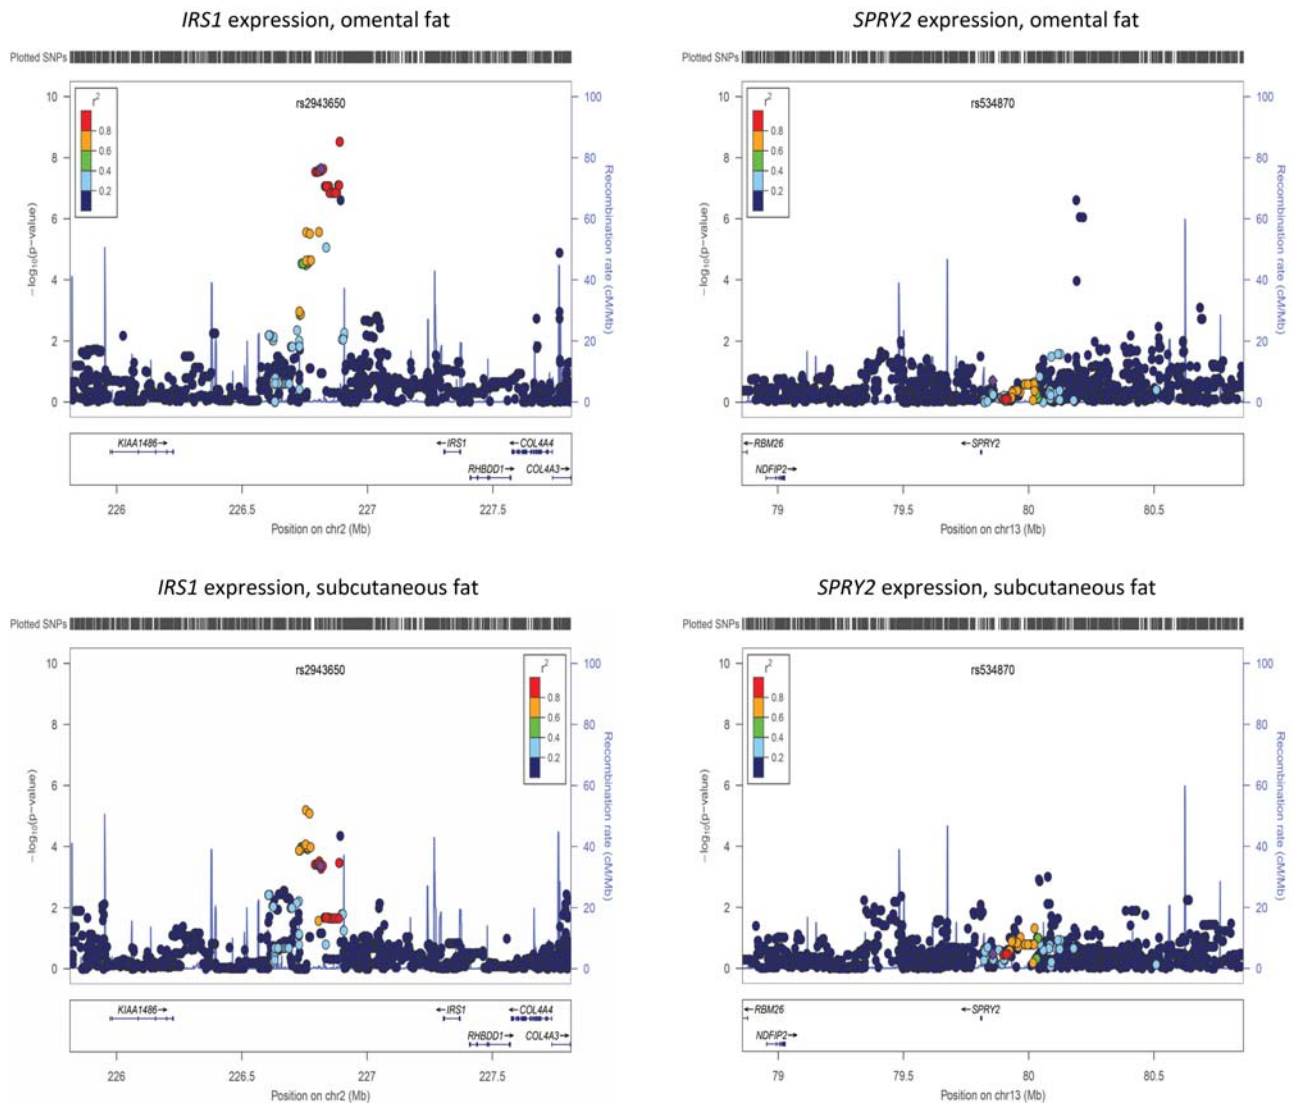 IRS1 expression, omental fat
Plotted SNPs
r²
0.8
0.6
0.4
0.2
rs2943650
10
8
6
4
2
0
−log₁₀(p−value)
100
80
60
40
20
0
Recombination rate (cM/Mb)
KIAA1486→
←IRS1
←COL4A4
RHBDD1→
COL4A3→
226
226.5
227
227.5
Position on chr2 (Mb)
SPRY2 expression, omental fat
Plotted SNPs
r²
0.8
0.6
0.4
0.2
rs534870
10
8
6
4
2
0
−log₁₀(p−value)
100
80
60
40
20
0
Recombination rate (cM/Mb)
←RBM26
←SPRY2
NDFIP2→
79
79.5
80
80.5
Position on chr13 (Mb)
IRS1 expression, subcutaneous fat
Plotted SNPs
rs2943650
r²
0.8
0.6
0.4
0.2
10
8
6
4
2
0
−log₁₀(p−value)
100
80
60
40
20
0
Recombination rate (cM/Mb)
KIAA1486→
←IRS1
←COL4A4
RHBDD1→
COL4A3→
226
226.5
227
227.5
Position on chr2 (Mb)
SPRY2 expression, subcutaneous fat
Plotted SNPs
r²
0.8
0.6
0.4
0.2
rs534870
10
8
6
4
2
0
−log₁₀(p−value)
100
80
60
40
20
0
Recombination rate (cM/Mb)
←RBM26
←SPRY2
NDFIP2→
79
79.5
80
80.5
Position on chr13 (Mb)